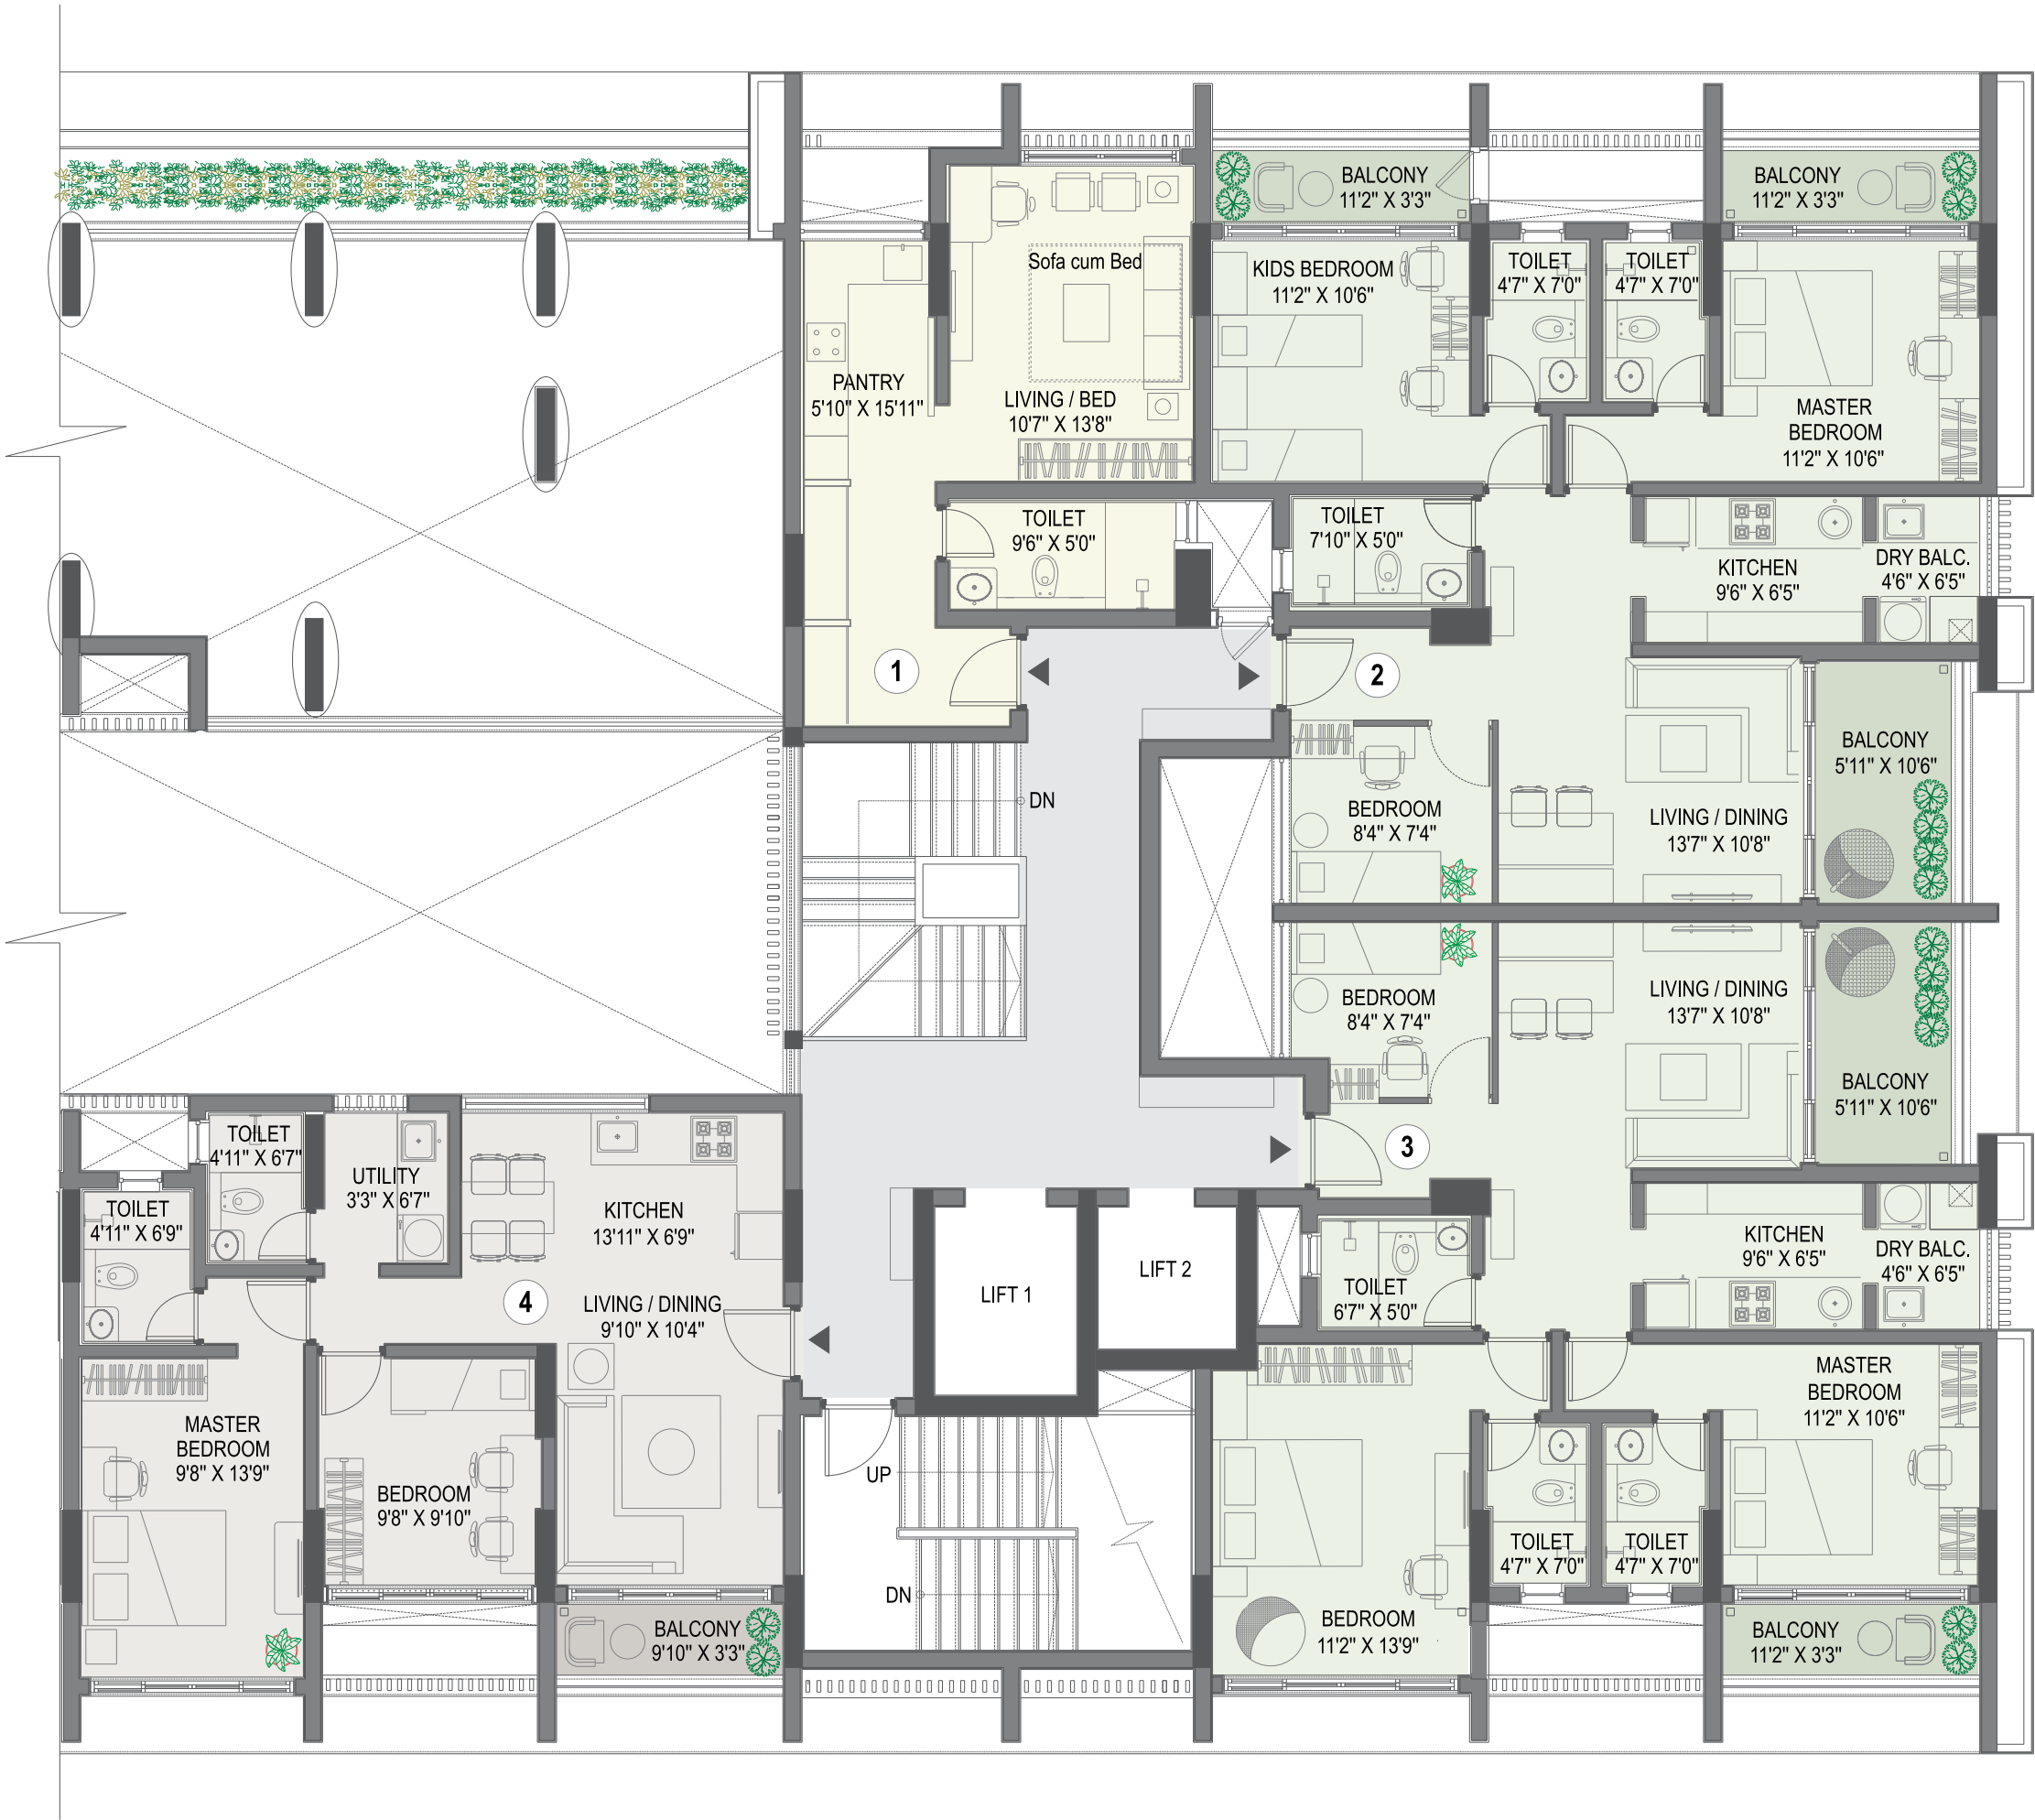 BALCONY
11'2" X 3'3"
BALCONY
11'2" X 3'3"
Sofa cum Bed
KIDS BEDROOM
11'2" X 10'6"
TOILET
4'7" X 7'0"
TOILET
4'7" X 7'0"
PANTRY
5'10" X 15'11"
LIVING / BED
10'7" X 13'8"
MASTER
BEDROOM
11'2" X 10'6"
TOILET
9'6" X 5'0"
TOILET
7'10" X 5'0"
KITCHEN
9'6" X 6'5"
DRY BALC.
4'6" X 6'5"
1
2
BALCONY
5'11" X 10'6"
DN
BEDROOM
8'4" X 7'4"
LIVING / DINING
13'7" X 10'8"
BEDROOM
8'4" X 7'4"
LIVING / DINING
13'7" X 10'8"
BALCONY
5'11" X 10'6"
3
TOILET
4'11" X 6'7"
UTILITY
3'3" X 6'7"
TOILET
4'11" X 6'9"
KITCHEN
13'11" X 6'9"
KITCHEN
9'6" X 6'5"
DRY BALC.
4'6" X 6'5"
LIFT 1
LIFT 2
TOILET
6'7" X 5'0"
4
LIVING / DINING
9'10" X 10'4"
MASTER
BEDROOM
11'2" X 10'6"
MASTER
BEDROOM
9'8" X 13'9"
BEDROOM
9'8" X 9'10"
UP
DN
TOILET
4'7" X 7'0"
TOILET
4'7" X 7'0"
BALCONY
9'10" X 3'3"
BEDROOM
11'2" X 13'9"
BALCONY
11'2" X 3'3"